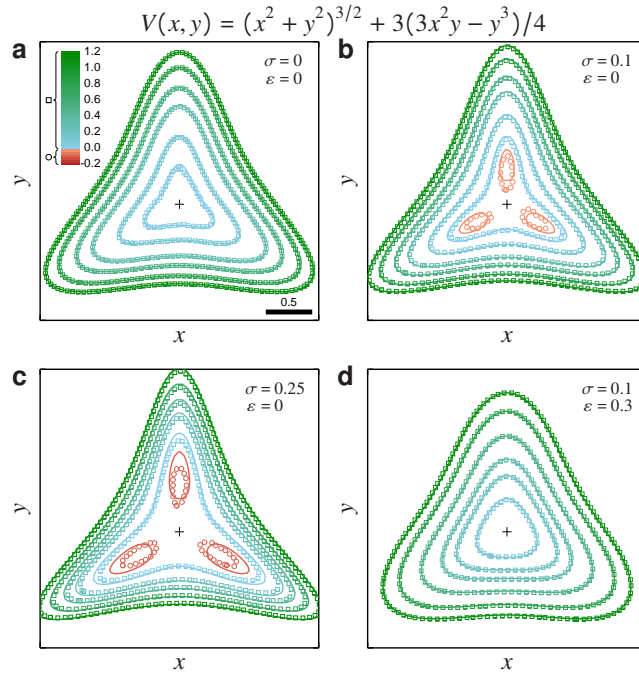 V(x, y) = (x² + y²)^{3/2} + 3(3x²y − y³)/4
a
1.2
1.0
0.8
0.6
0.4
0.2
0.0
-0.2
σ = 0
ε = 0
0.5
y
x
b
σ = 0.1
ε = 0
y
x
c
σ = 0.25
ε = 0
y
x
d
σ = 0.1
ε = 0.3
y
x